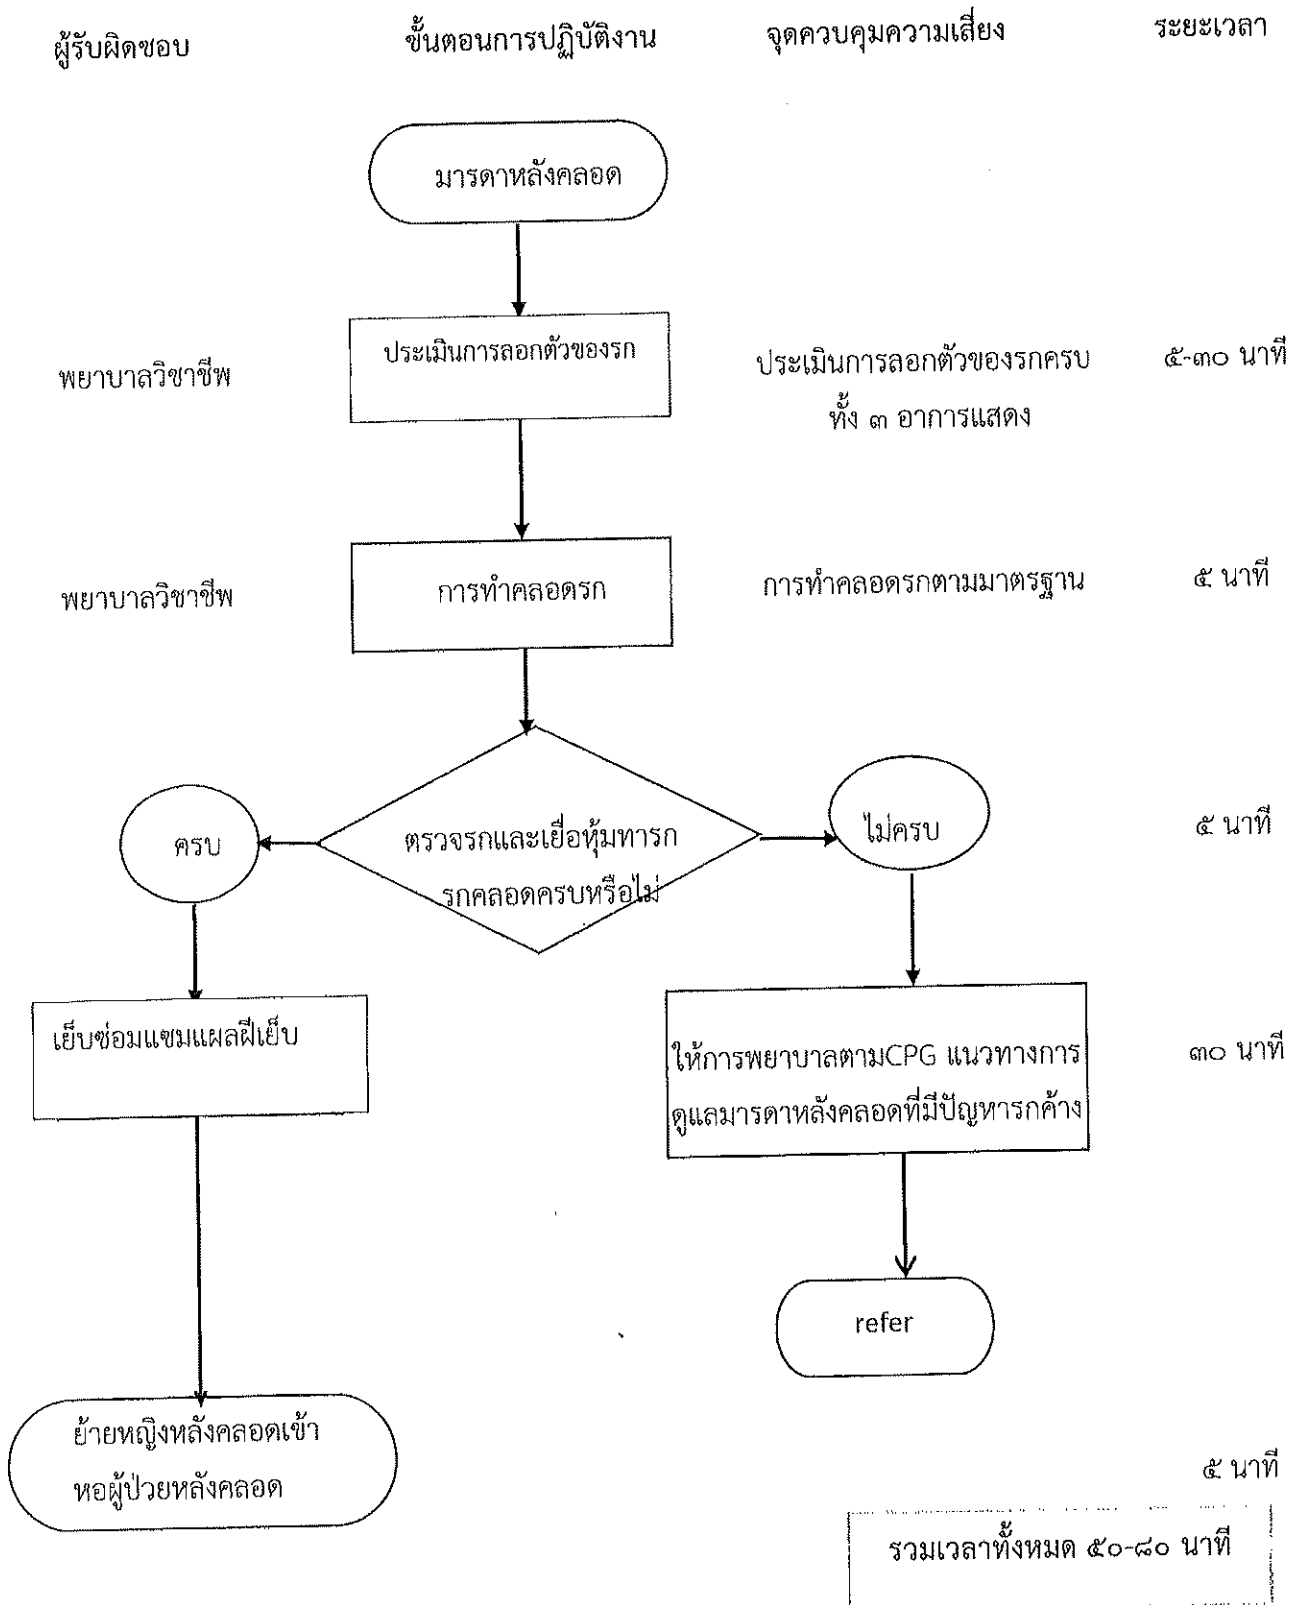 ผู้รับผิดชอบ
ขั้นตอนการปฏิบัติงาน
จุดควบคุมความเสี่ยง
ระยะเวลา
มารดาหลังคลอด
พยาบาลวิชาชีพ
ประเมินการลอกตัวของรก
ประเมินการลอกตัวของรกครบ
ทั้ง ๓ อาการแสดง
๕-๓๐ นาที
พยาบาลวิชาชีพ
การทำคลอดรก
การทำคลอดรกตามมาตรฐาน
๕ นาที
ครบ
ตรวจรกและเยื่อหุ้มทารก
รกคลอดครบหรือไม่
ไม่ครบ
๕ นาที
เย็บซ่อมแซมแผลฝีเย็บ
ให้การพยาบาลตามCPG แนวทางการ
ดูแลมารดาหลังคลอดที่มีปัญหารกค้าง
๓๐ นาที
refer
ย้ายหญิงหลังคลอดเข้า
หอผู้ป่วยหลังคลอด
๕ นาที
รวมเวลาทั้งหมด ๕๐-๘๐ นาที